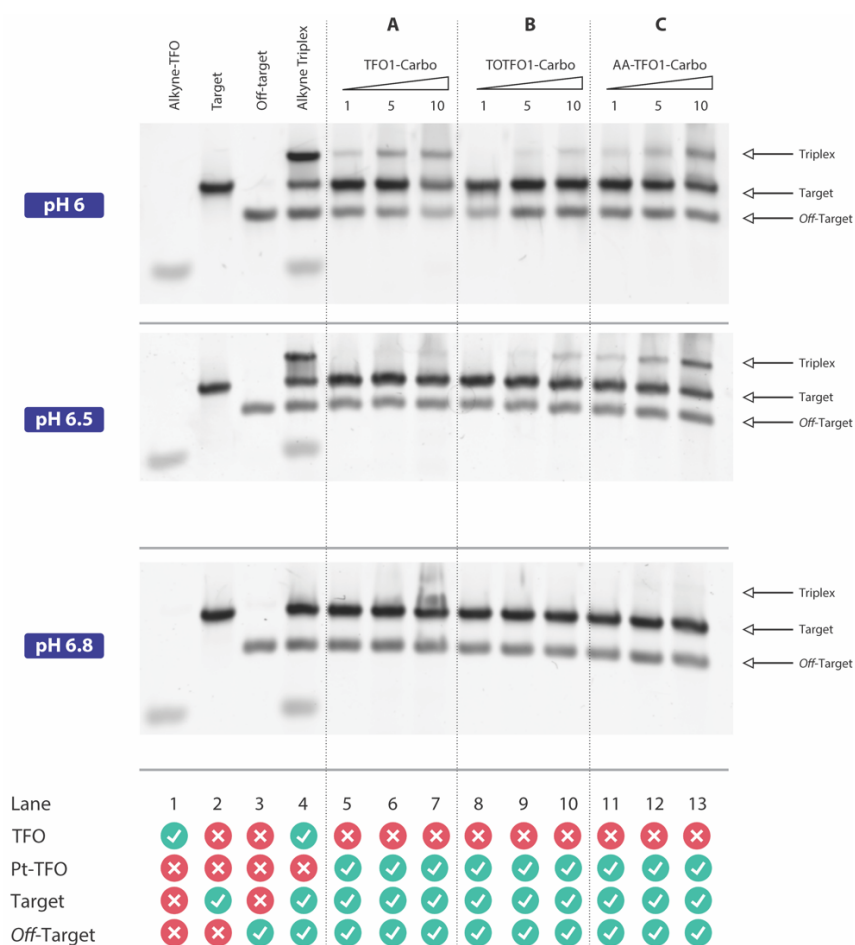 A B C
Alkyne-TFO
Target
Off-target
Alkyne Triplex
TFO1-Carbo TOTFO1-Carbo AA-TFO1-Carbo
1 5 10 1 5 10 1 5 10
pH 6
Triplex
Target
Off-Target
pH 6.5
Triplex
Target
Off-Target
pH 6.8
Triplex
Target
Off-Target
Lane 1 2 3 4 5 6 7 8 9 10 11 12 13
TFO
Pt-TFO
Target
Off-Target